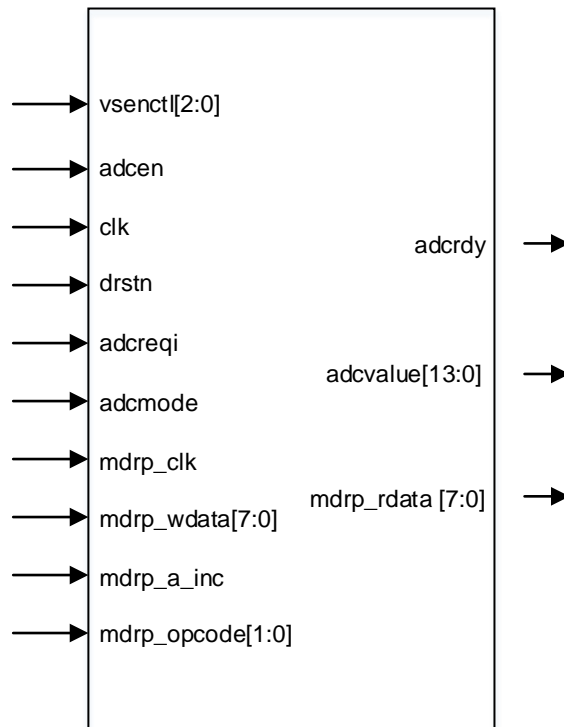 vsenctl[2:0]
adcen
clk
drstn
adcreqi
adcmode
mdrp_clk
mdrp_wdata[7:0]
mdrp_a_inc
mdrp_opcode[1:0]
adcrdy
adcvalue[13:0]
mdrp_rdata [7:0]